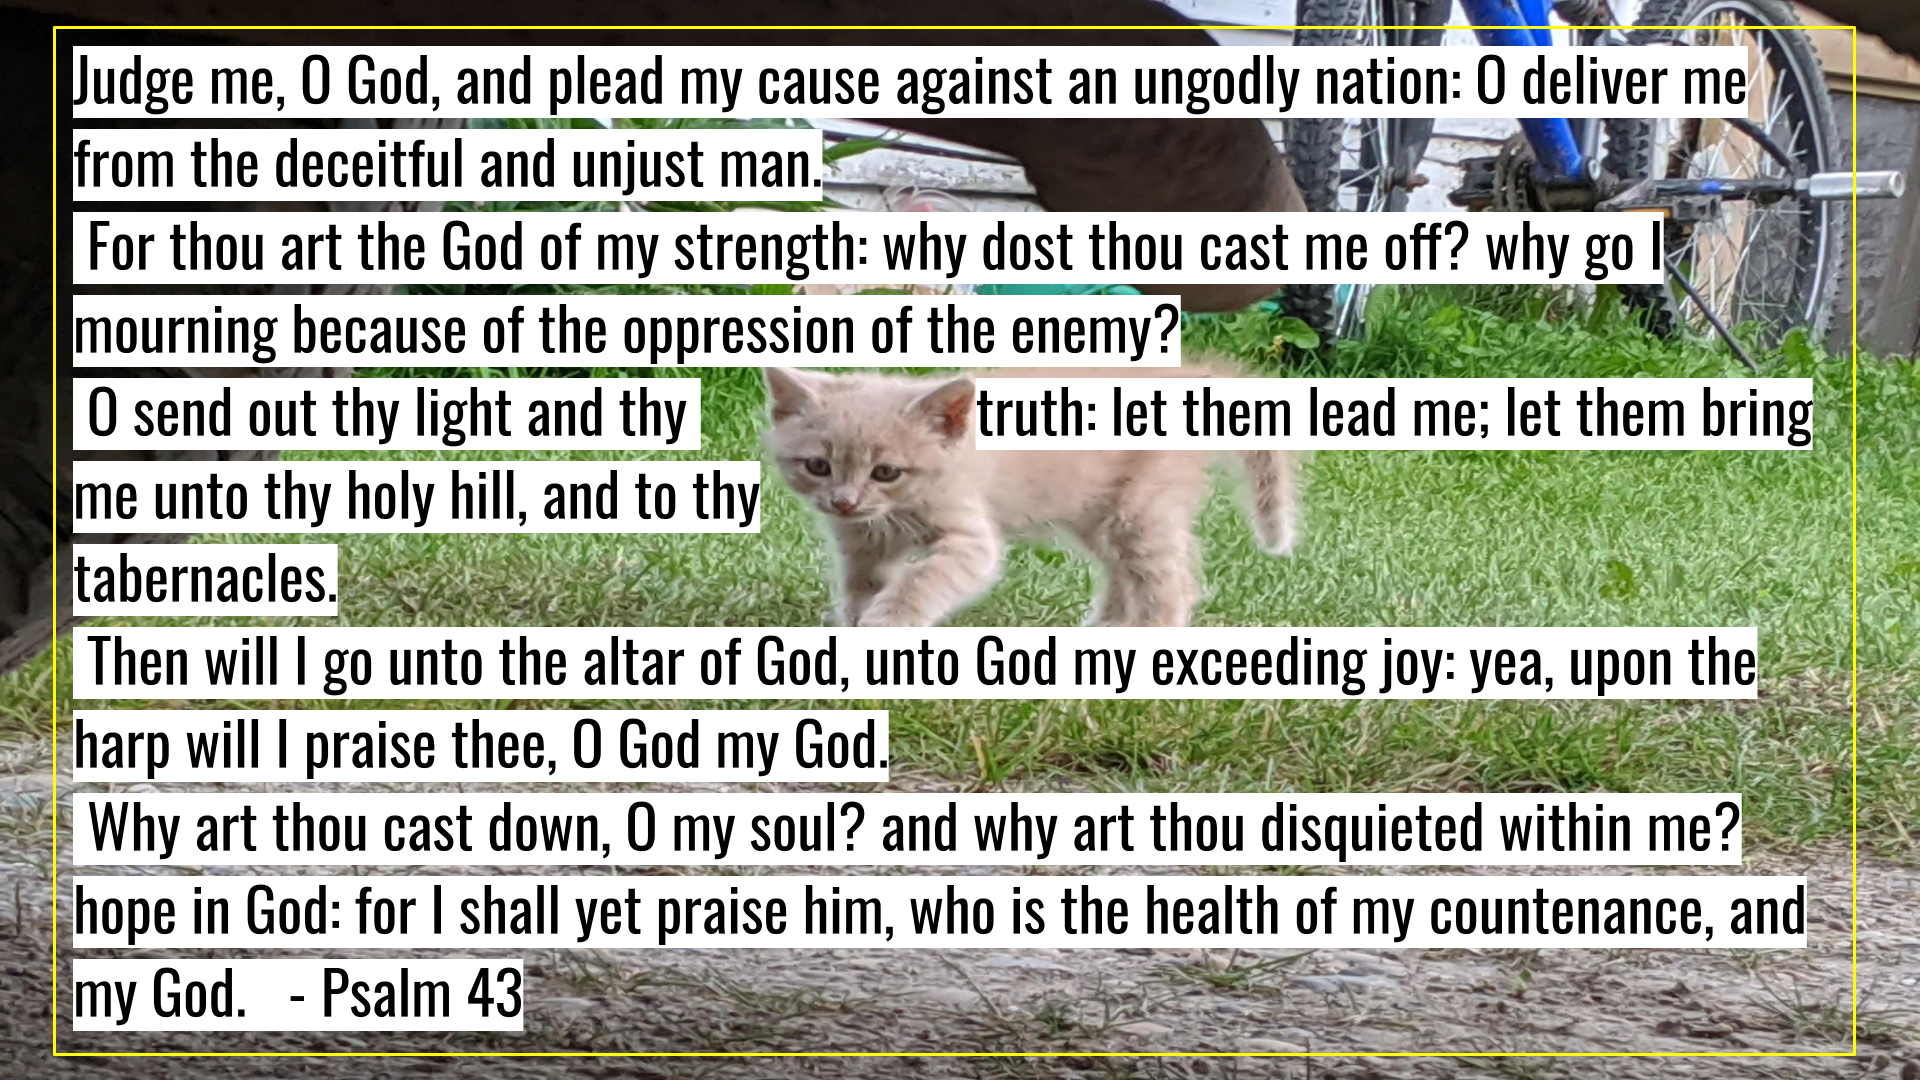 Judge me, O God, and plead my cause against an ungodly nation: O deliver me
from the deceitful and unjust man.
For thou art the God of my strength: why dost thou cast me off? why go I
mourning because of the oppression of the enemy?
O send out thy light and thy truth: let them lead me; let them bring
me unto thy holy hill, and to thy
tabernacles.
Then will I go unto the altar of God, unto God my exceeding joy: yea, upon the
harp will I praise thee, O God my God.
Why art thou cast down, O my soul? and why art thou disquieted within me?
hope in God: for I shall yet praise him, who is the health of my countenance, and
my God. - Psalm 43